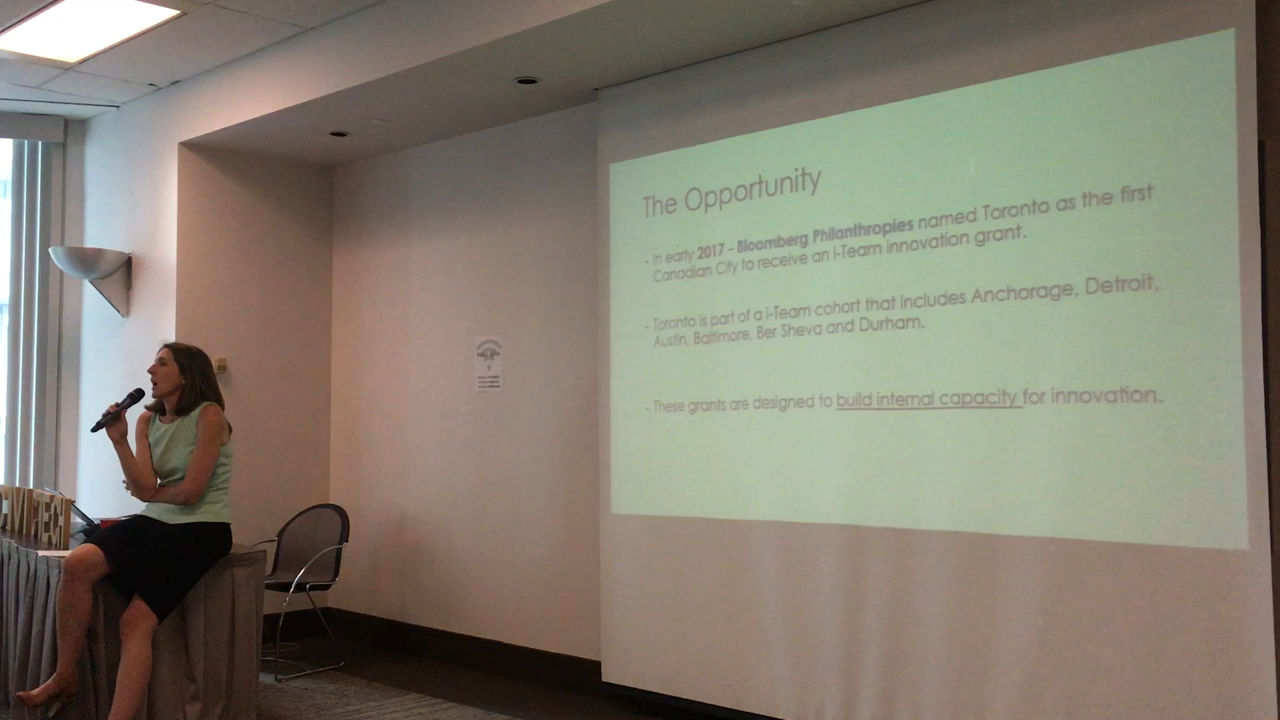 The Opportunity
- In early 2017 - Bloomberg Philanthropies named Toronto as the first
Canadian City to receive an i-Team innovation grant.
- Toronto is part of a i-Team cohort that includes Anchorage, Detroit,
Austin, Baltimore, Ber Sheva and Durham.
- These grants are designed to build internal capacity for innovation.
TECH